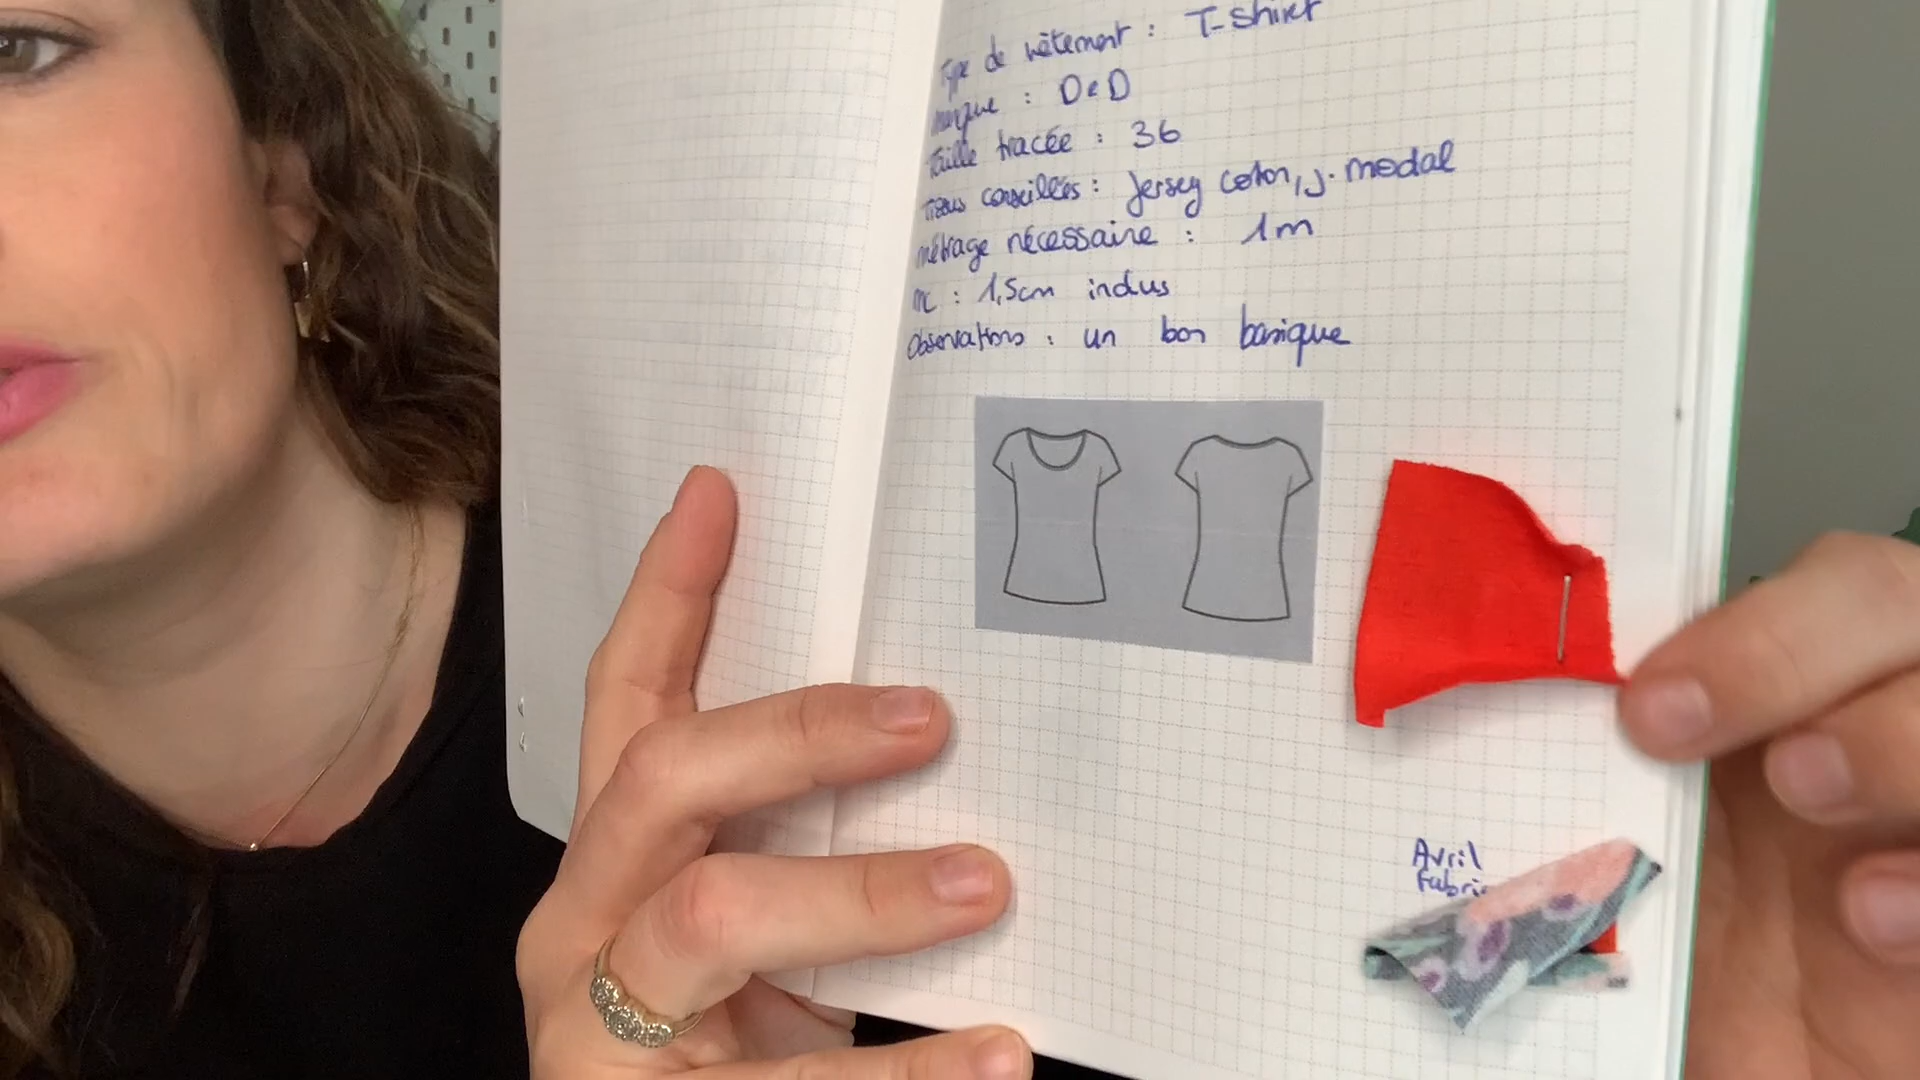 Type de vêtement : T-shirt
marque : DeD
Taille tracée : 36
Tissus conseillés : Jersey coton, j. modal
métrage nécessaire : 1m
mc : 1,5cm inclus
Observations : un bon basique
Avril